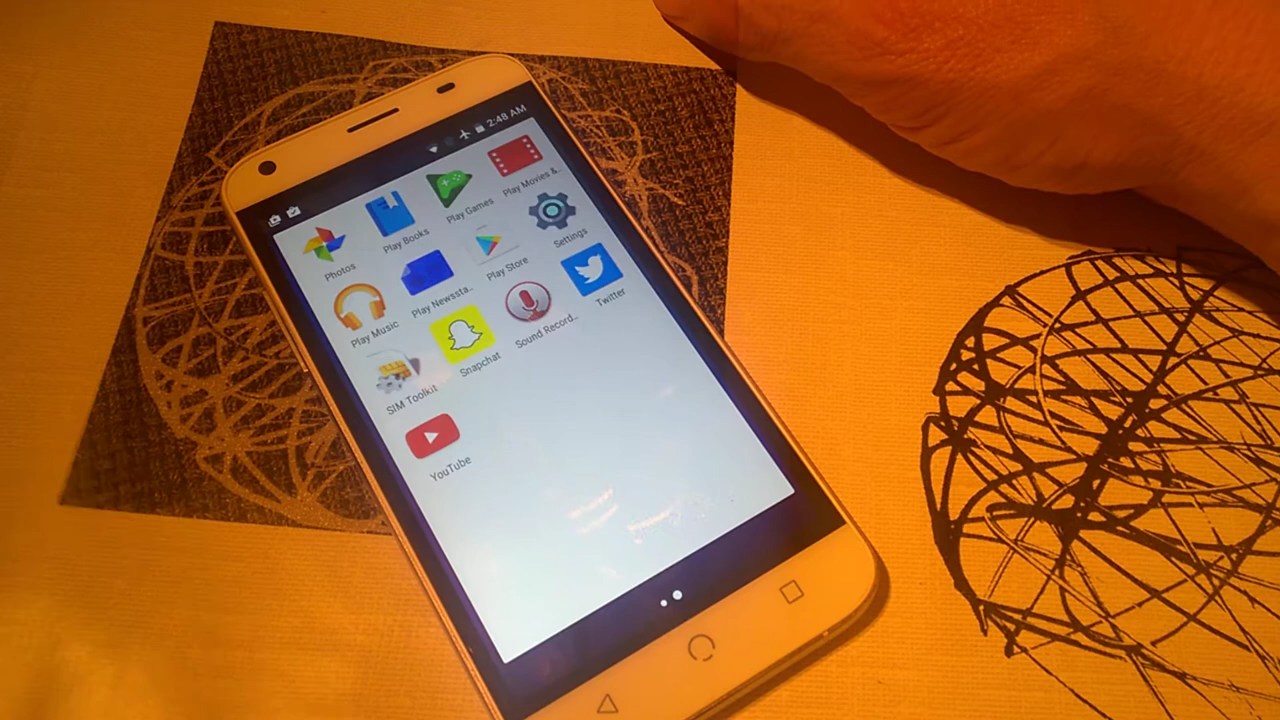 2:48 AM
Photos
Play Books
Play Games
Play Movies &..
Play Music
Play Newssta..
Play Store
Settings
SIM Toolkit
Snapchat
Sound Record..
Twitter
YouTube